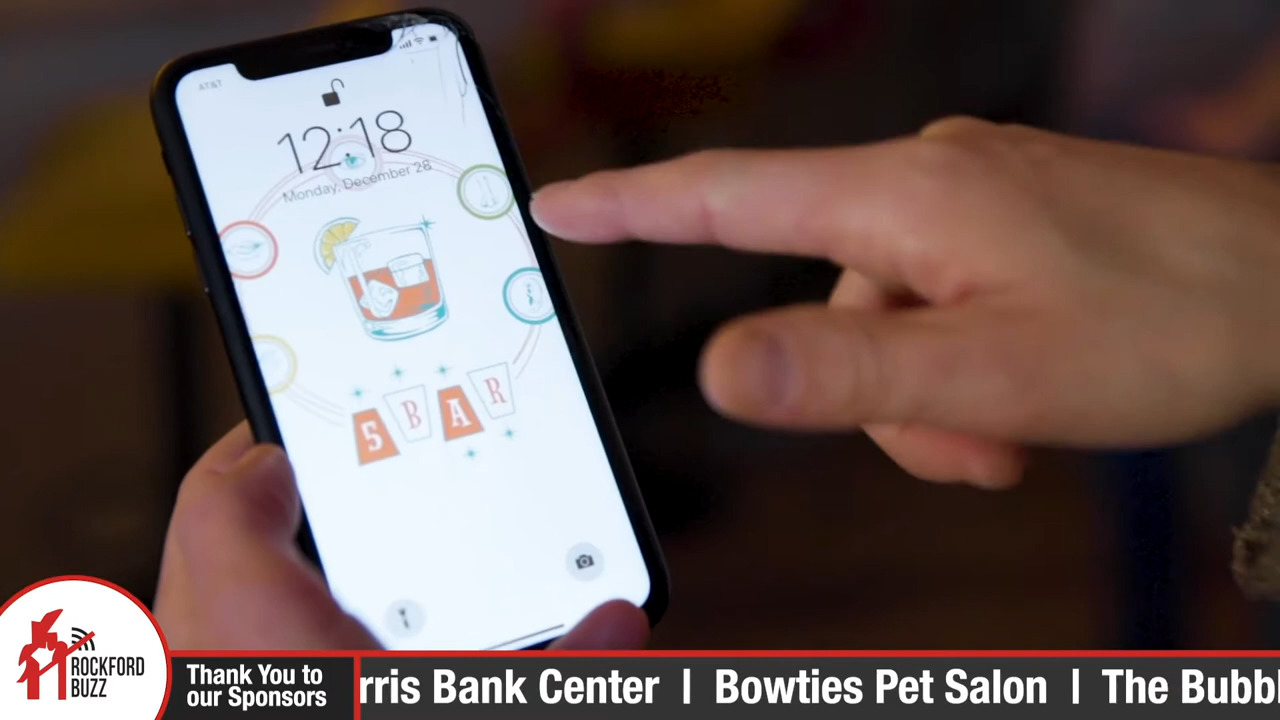 AT&T
12:18
Monday, December 28
5 BAR
ROCKFORD
BUZZ
Thank You to
our Sponsors
rris Bank Center | Bowties Pet Salon | The Bubbl